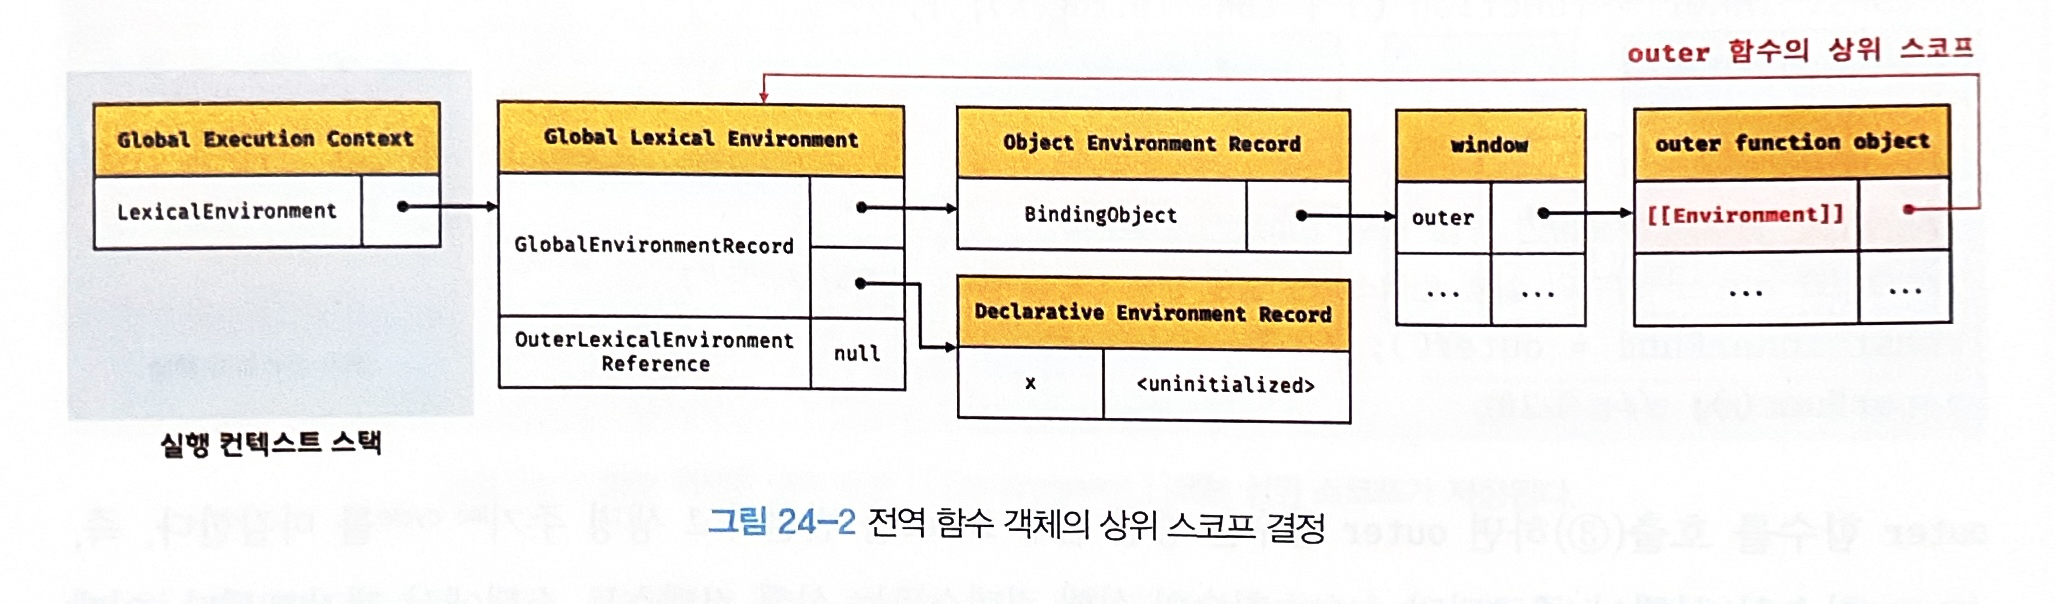 outer 함수의 상위 스코프
Global Execution Context
LexicalEnvironment
실행 컨텍스트 스택
Global Lexical Environment
GlobalEnvironmentRecord
OuterLexicalEnvironment
Reference
null
Object Environment Record
BindingObject
Declarative Environment Record
x
<uninitialized>
window
outer
... ...
outer function object
[[Environment]]
... ...
그림 24-2 전역 함수 객체의 상위 스코프 결정